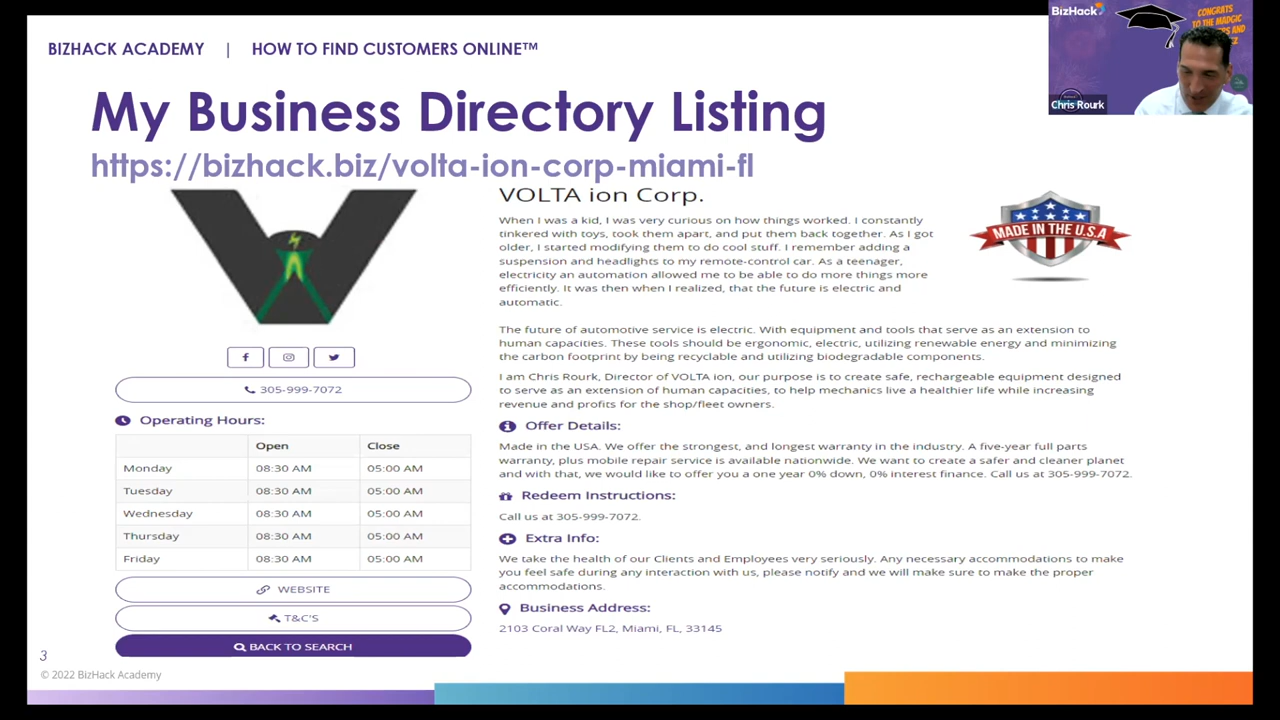 BIZHACK ACADEMY | HOW TO FIND CUSTOMERS ONLINE™
BizHack
CONGRATS
TO THE MADGIC
Chris Rourk
My Business Directory Listing
https://bizhack.biz/volta-ion-corp-miami-fl
305-999-7072
Operating Hours:
Open Close
Monday 08:30 AM 05:00 AM
Tuesday 08:30 AM 05:00 AM
Wednesday 08:30 AM 05:00 AM
Thursday 08:30 AM 05:00 AM
Friday 08:30 AM 05:00 AM
WEBSITE
T&C'S
BACK TO SEARCH
VOLTA ion Corp.
When I was a kid, I was very curious on how things worked. I constantly
tinkered with toys, took them apart, and put them back together. As I got
older, I started modifying them to do cool stuff. I remember adding a
suspension and headlights to my remote-control car. As a teenager,
electricity an automation allowed me to be able to do more things more
efficiently. It was then when I realized, that the future is electric and
automatic.
MADE IN THE U.S.A
The future of automotive service is electric. With equipment and tools that serve as an extension to
human capacities. These tools should be ergonomic, electric, utilizing renewable energy and minimizing
the carbon footprint by being recyclable and utilizing biodegradable components.
I am Chris Rourk, Director of VOLTA ion, our purpose is to create safe, rechargeable equipment designed
to serve as an extension of human capacities, to help mechanics live a healthier life while increasing
revenue and profits for the shop/fleet owners.
Offer Details:
Made in the USA. We offer the strongest, and longest warranty in the industry. A five-year full parts
warranty, plus mobile repair service is available nationwide. We want to create a safer and cleaner planet
and with that, we would like to offer you a one year 0% down, 0% interest finance. Call us at 305-999-7072.
Redeem Instructions:
Call us at 305-999-7072.
Extra Info:
We take the health of our Clients and Employees very seriously. Any necessary accommodations to make
you feel safe during any interaction with us, please notify and we will make sure to make the proper
accommodations.
Business Address:
2103 Coral Way FL2, Miami, FL, 33145
3
© 2022 BizHack Academy